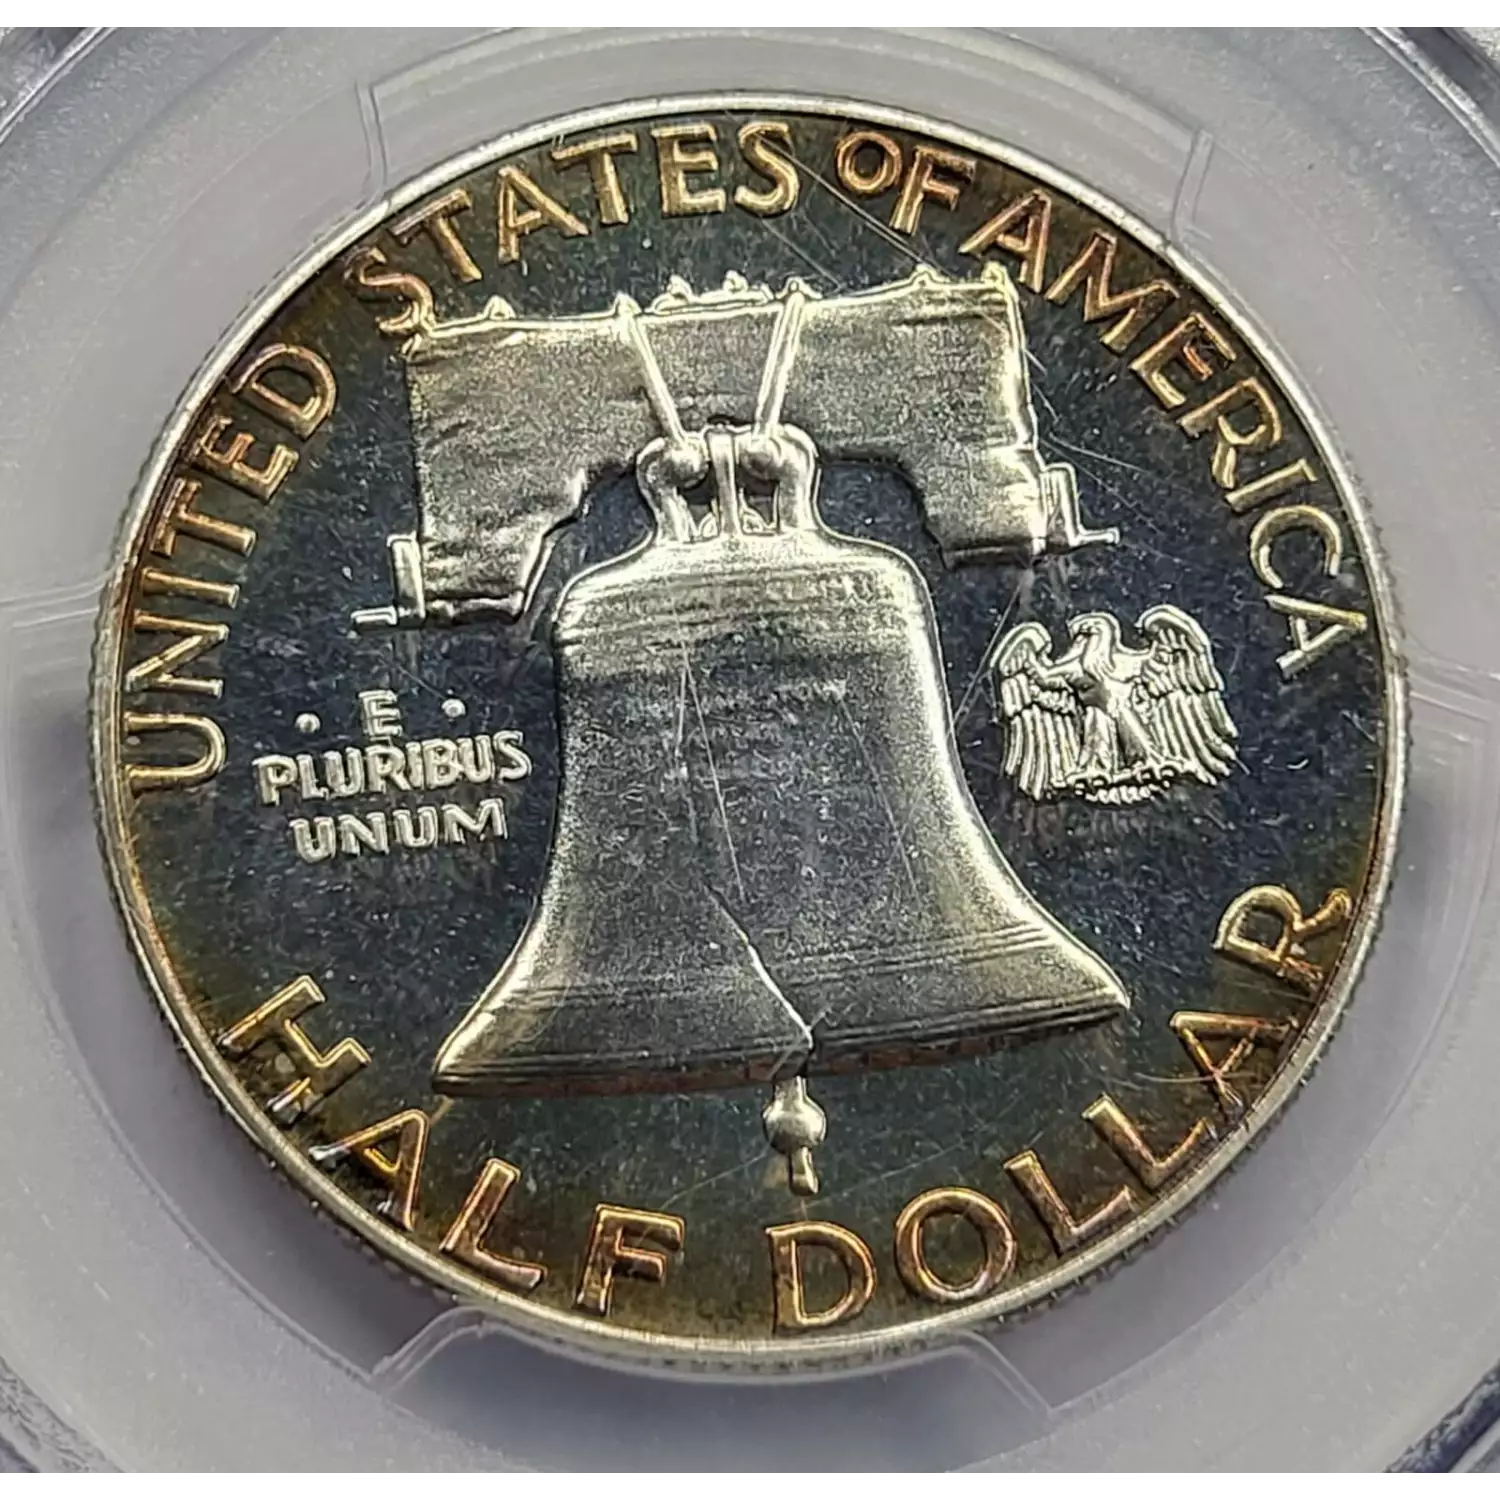 UNITED STATES OF AMERICA
· E ·
PLURIBUS
UNUM
HALF DOLLAR